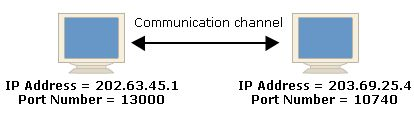 Communication channel
IP Address = 202.63.45.1
Port Number = 13000
IP Address = 203.69.25.4
Port Number = 10740